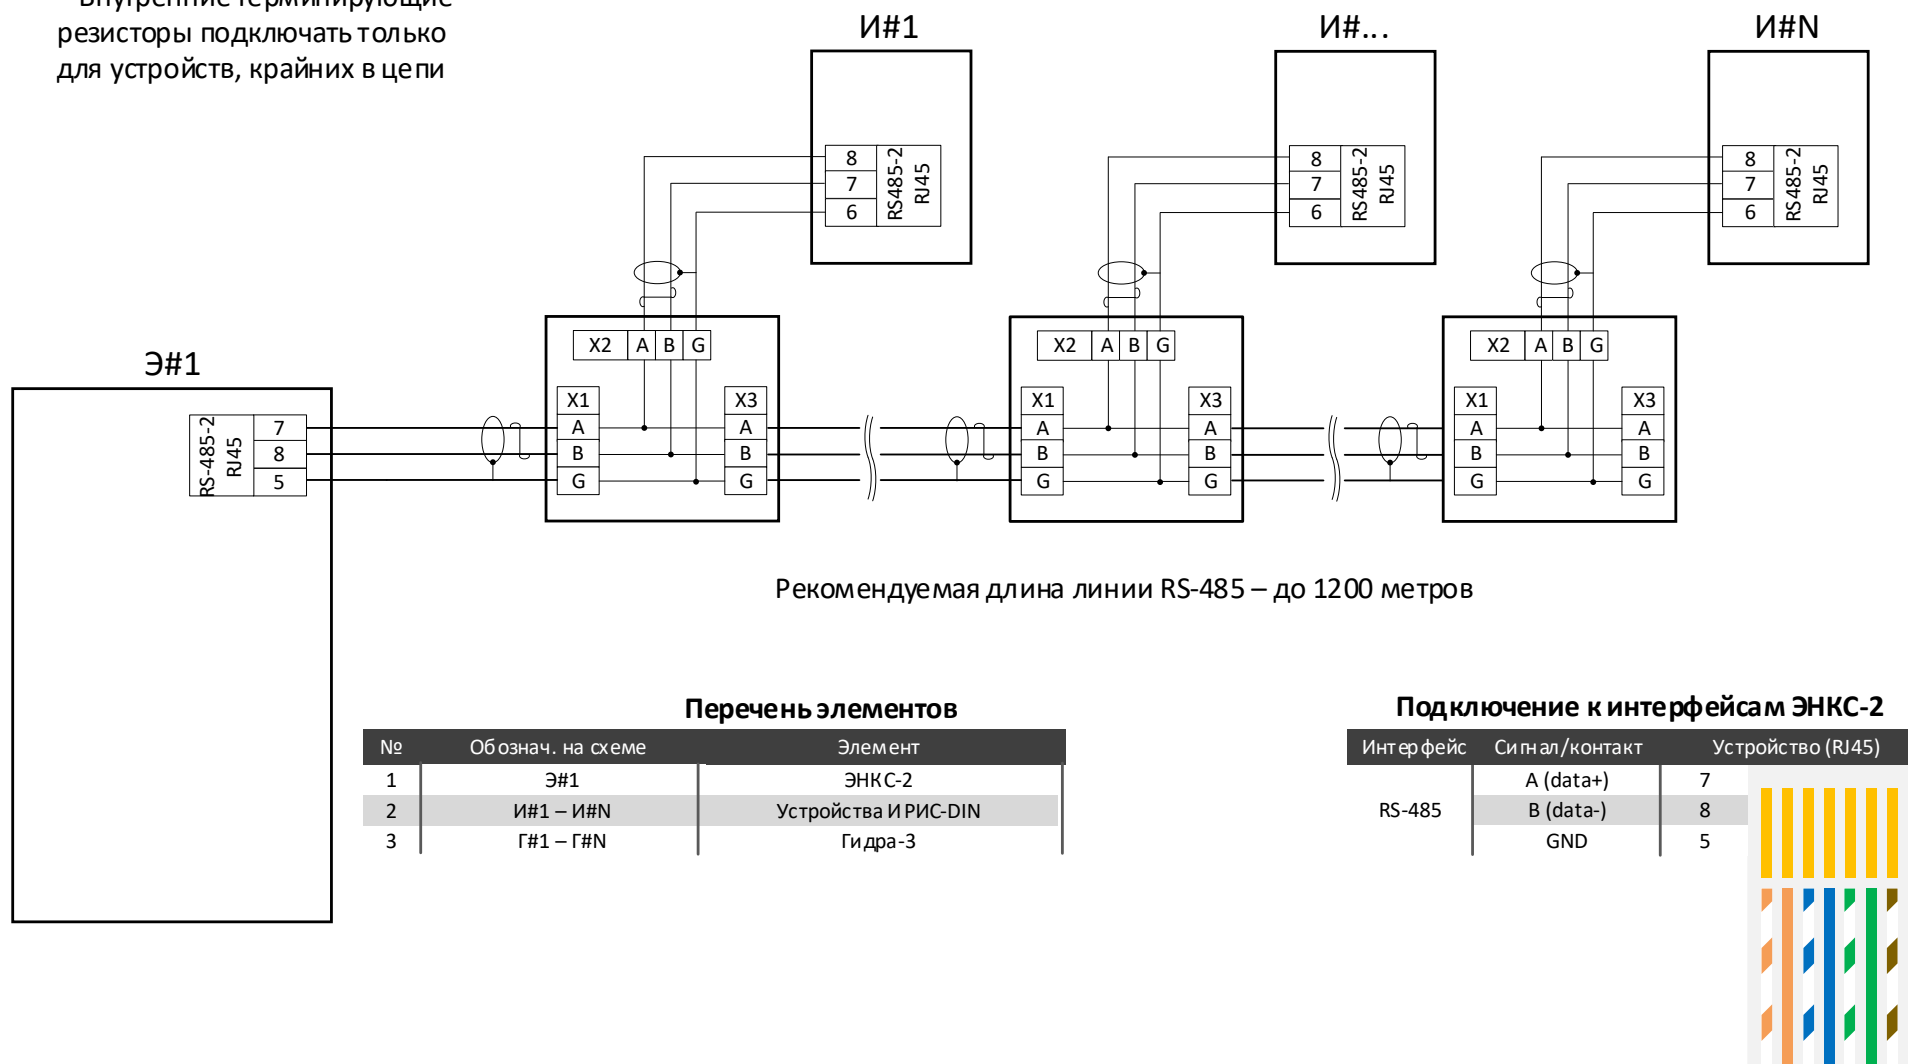 Внутренние терминирующие
резисторы подключать только
для устройств, крайних в цепи
И#1
И#...
И#N
8
7
6
RS485-2
RJ45
8
7
6
RS485-2
RJ45
8
7
6
RS485-2
RJ45
Э#1
RS-485-2
RJ45
7
8
5
X2 A B G
X1
A
B
G
X3
A
B
G
X2 A B G
X1
A
B
G
X3
A
B
G
X2 A B G
X1
A
B
G
X3
A
B
G
Рекомендуемая длина линии RS-485 – до 1200 метров
Перечень элементов
№ Обознач. на схеме Элемент
1 Э#1 ЭНКС-2
2 И#1 – И#N Устройства ИРИС-DIN
3 Г#1 – Г#N Гидра-3
Подключение к интерфейсам ЭНКС-2
Интерфейс Сигнал/контакт Устройство (RJ45)
A (data+) 7
RS-485 B (data-) 8
GND 5